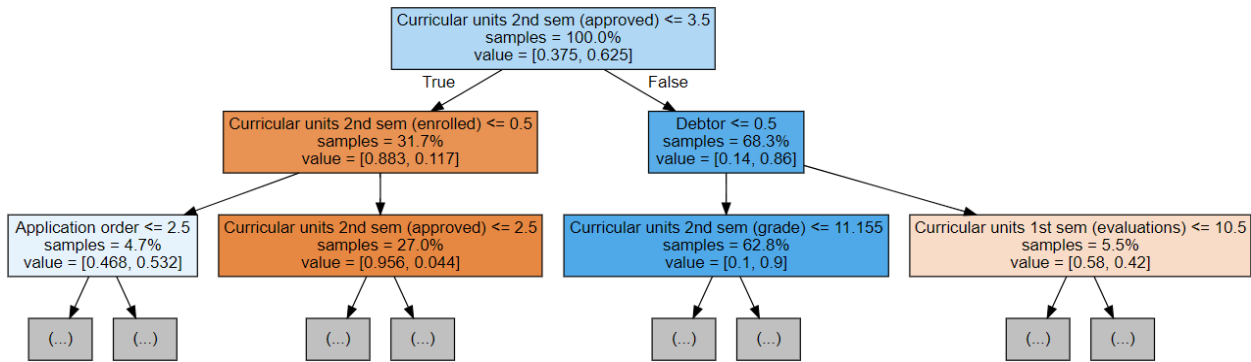 Curricular units 2nd sem (approved) <= 3.5
samples = 100.0%
value = [0.375, 0.625]
True
False
Curricular units 2nd sem (enrolled) <= 0.5
samples = 31.7%
value = [0.883, 0.117]
Debtor <= 0.5
samples = 68.3%
value = [0.14, 0.86]
Application order <= 2.5
samples = 4.7%
value = [0.468, 0.532]
Curricular units 2nd sem (approved) <= 2.5
samples = 27.0%
value = [0.956, 0.044]
Curricular units 2nd sem (grade) <= 11.155
samples = 62.8%
value = [0.1, 0.9]
Curricular units 1st sem (evaluations) <= 10.5
samples = 5.5%
value = [0.58, 0.42]
(...)
(...)
(...)
(...)
(...)
(...)
(...)
(...)